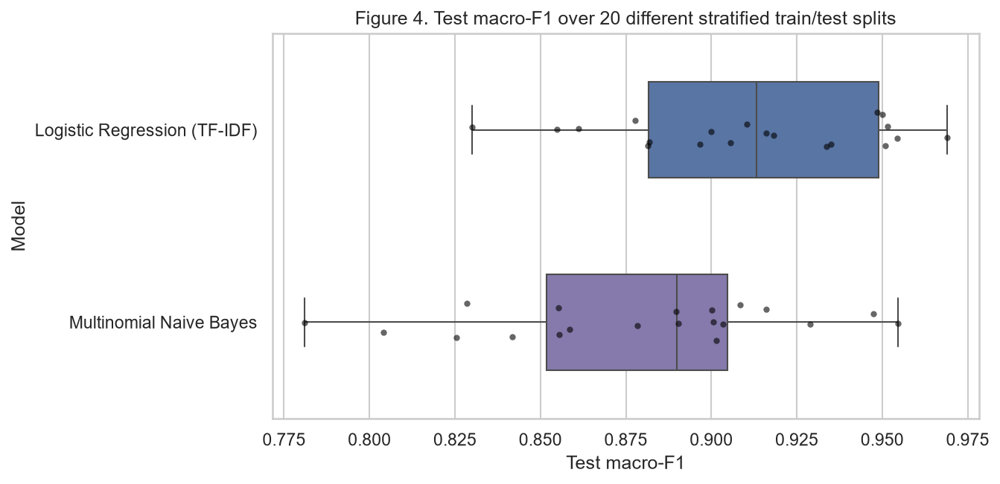 Figure 4. Test macro-F1 over 20 different stratified train/test splits
Logistic Regression (TF-IDF)
Model
Multinomial Naive Bayes
0.775 0.800 0.825 0.850 0.875 0.900 0.925 0.950 0.975
Test macro-F1